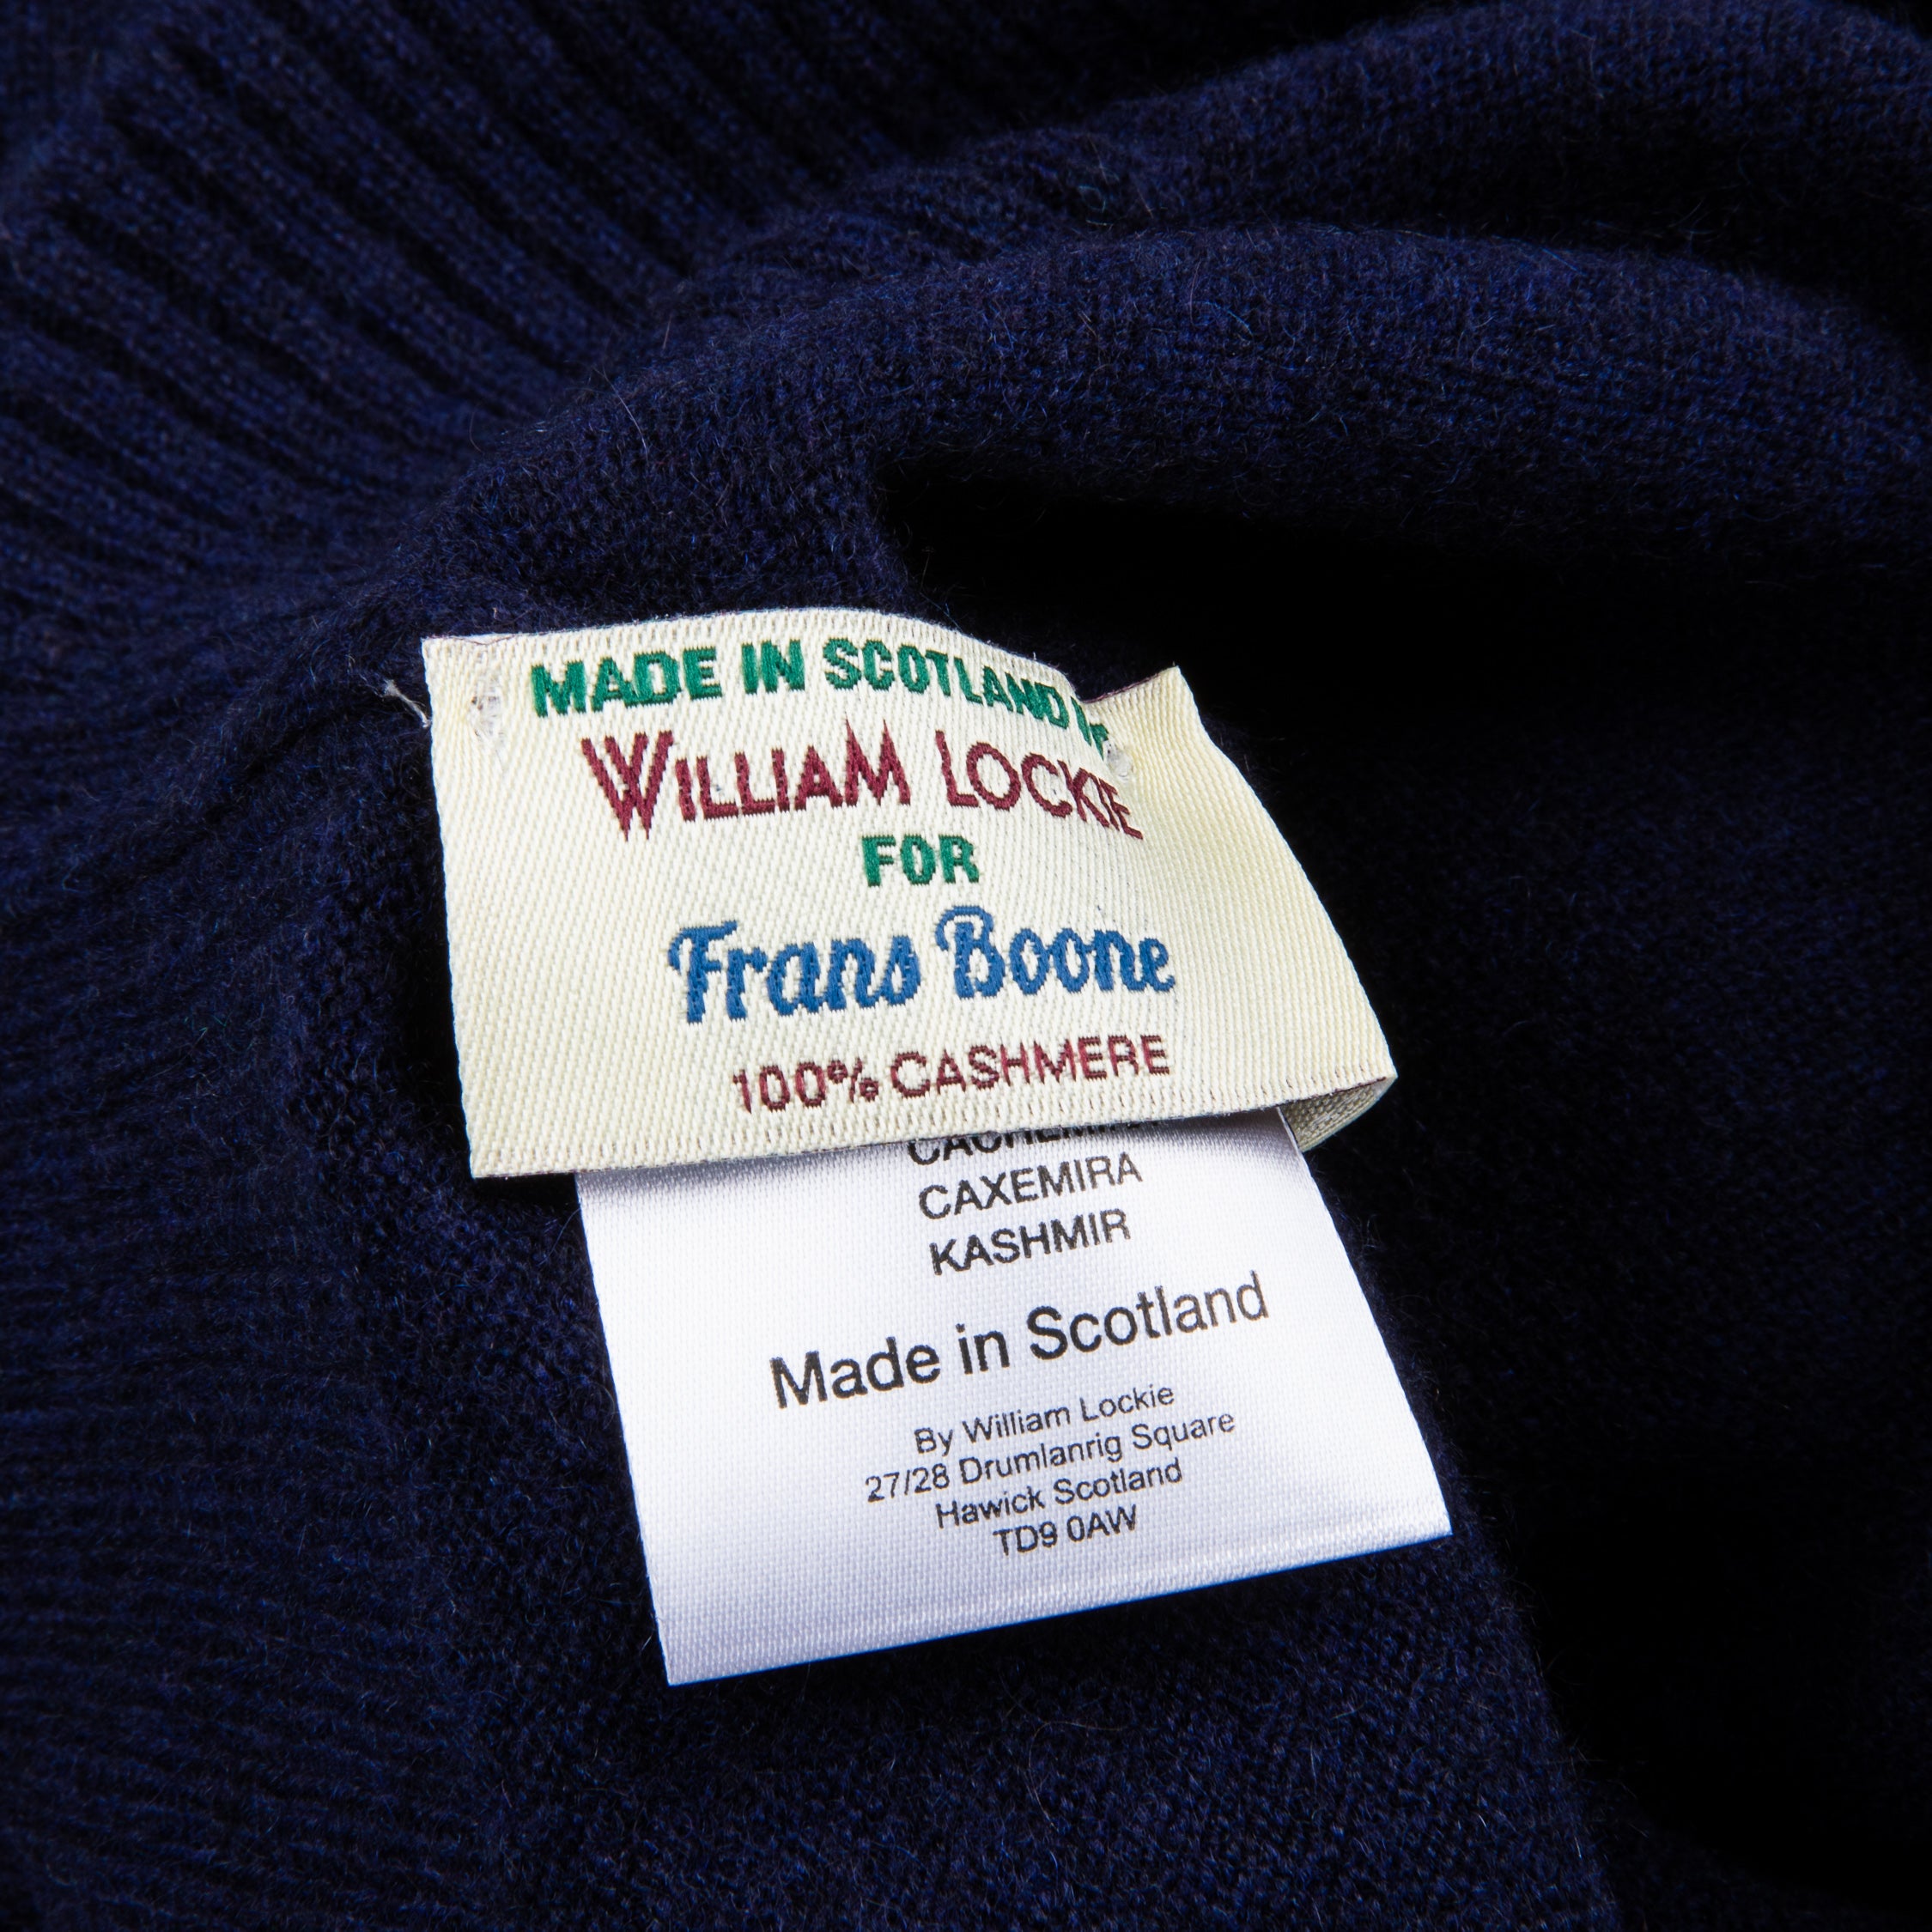 MADE IN SCOTLAND
WILLIAM LOCKIE
FOR
Frans Boone
100% CASHMERE
CAXEMIRA
KASHMIR
Made in Scotland
By William Lockie
27/28 Drumlanrig Square
Hawick Scotland
TD9 0AW